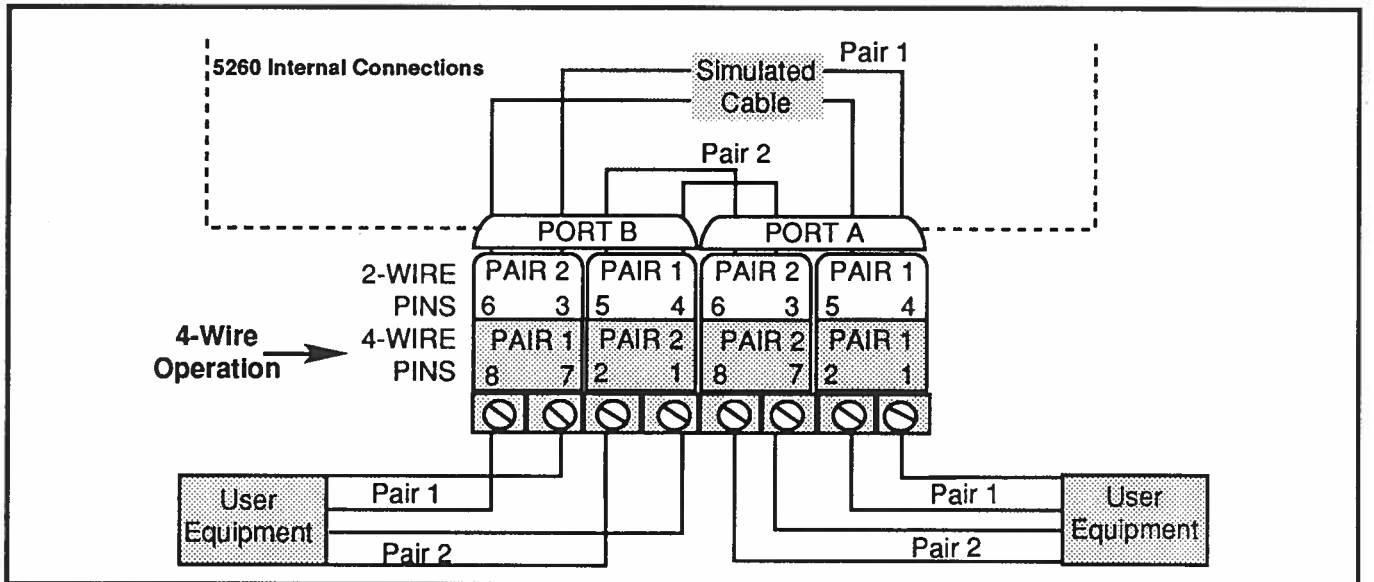 5260 Internal Connections
Simulated
Cable
Pair 1
Pair 2
PORT B PORT A
2-WIRE
PINS
PAIR 2 PAIR 1 PAIR 2 PAIR 1
6 3 5 4 6 3 5 4
4-Wire
Operation
4-WIRE
PINS
PAIR 1 PAIR 2 PAIR 2 PAIR 1
8 7 2 1 8 7 2 1
User
Equipment
Pair 1
Pair 2
Pair 1
Pair 2
User
Equipment